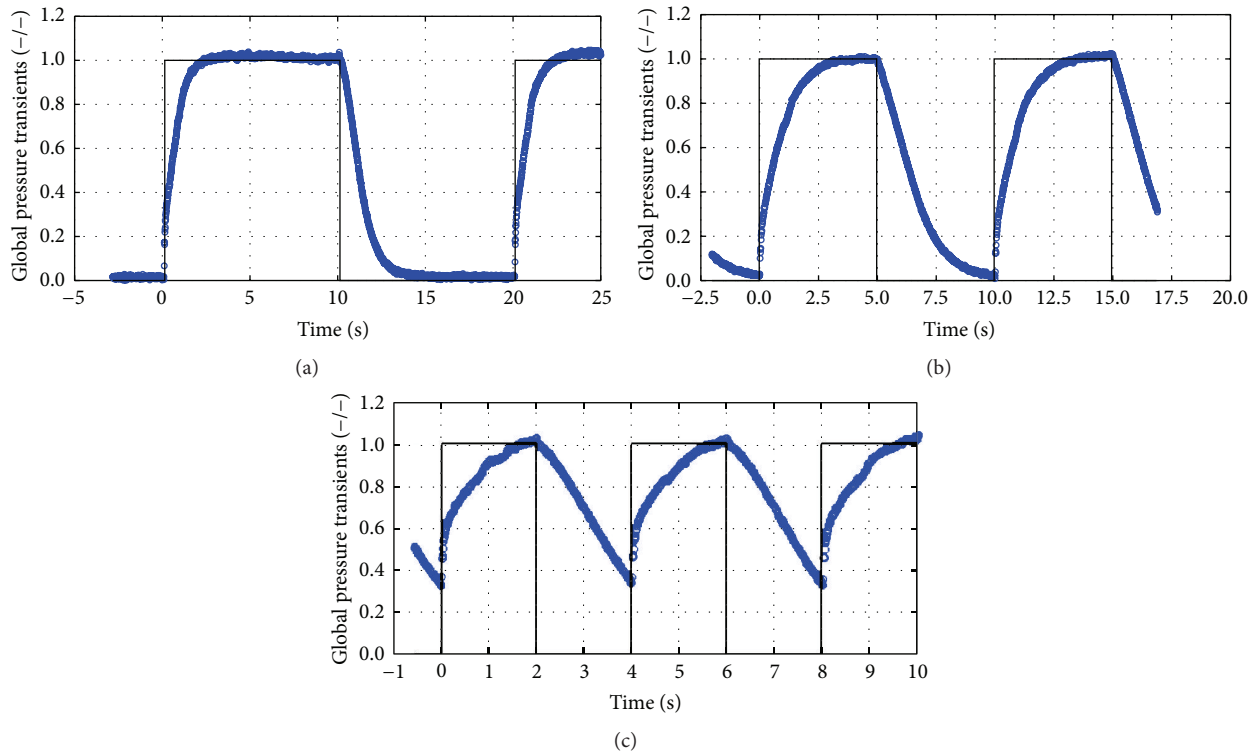 Global pressure transients (−/−)
1.2
1.0
0.8
0.6
0.4
0.2
0.0
−5 0 5 10 15 20 25
Time (s)
(a)
Global pressure transients (−/−)
1.2
1.0
0.8
0.6
0.4
0.2
0.0
−2.5 0.0 2.5 5.0 7.5 10.0 12.5 15.0 17.5 20.0
Time (s)
(b)
Global pressure transients (−/−)
1.2
1.0
0.8
0.6
0.4
0.2
0.0
−1 0 1 2 3 4 5 6 7 8 9 10
Time (s)
(c)